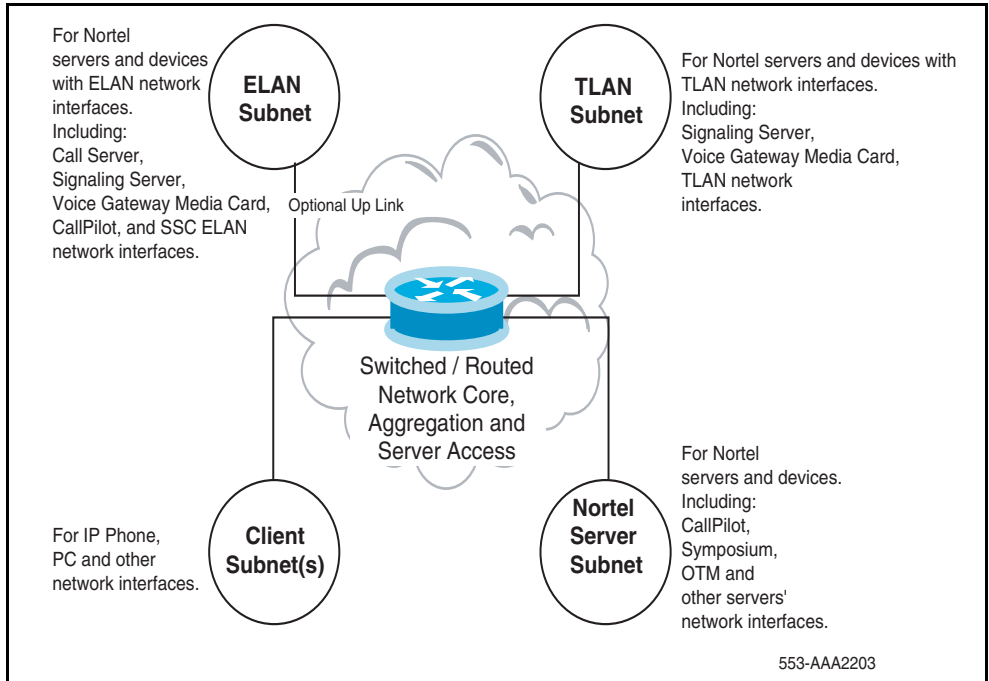 For Nortel
servers and devices
with ELAN network
interfaces.
Including:
Call Server,
Signaling Server,
Voice Gateway Media Card,
CallPilot, and SSC ELAN
network interfaces.
ELAN
Subnet
TLAN
Subnet
For Nortel servers and devices with
TLAN network interfaces.
Including:
Signaling Server,
Voice Gateway Media Card,
TLAN network
interfaces.
Optional Up Link
Switched / Routed
Network Core,
Aggregation and
Server Access
For IP Phone,
PC and other
network interfaces.
Client
Subnet(s)
Nortel
Server
Subnet
For Nortel
servers and devices.
Including:
CallPilot,
Symposium,
OTM and
other servers'
network interfaces.
553-AAA2203